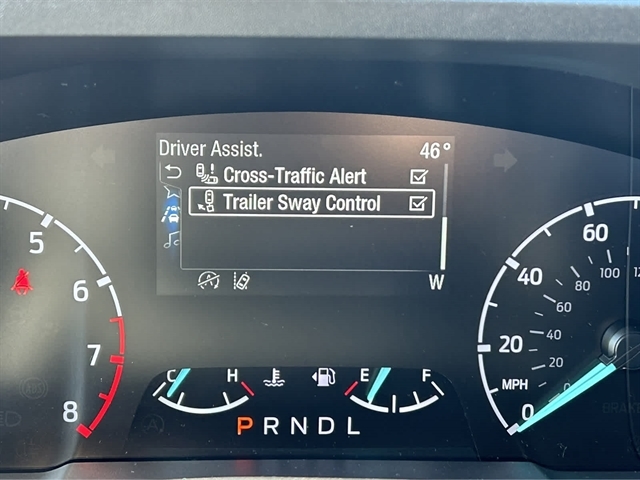 Driver Assist. 46°
Cross-Traffic Alert
Trailer Sway Control
W
5
6
7
8
C H
E F
P R N D L
60
40
20
0
MPH
100
80
60
40
20
0